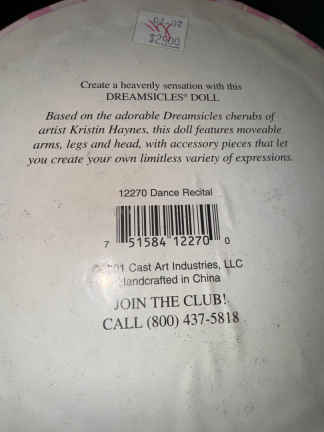 $2900
Create a heavenly sensation with this
DREAMSICLES® DOLL
Based on the adorable Dreamsicles cherubs of
artist Kristin Haynes, this doll features moveable
arms, legs and head, with accessory pieces that let
you create your own limitless variety of expressions.
12270 Dance Recital
7 51584 12270 0
©2001 Cast Art Industries, LLC
Handcrafted in China
JOIN THE CLUB!
CALL (800) 437-5818